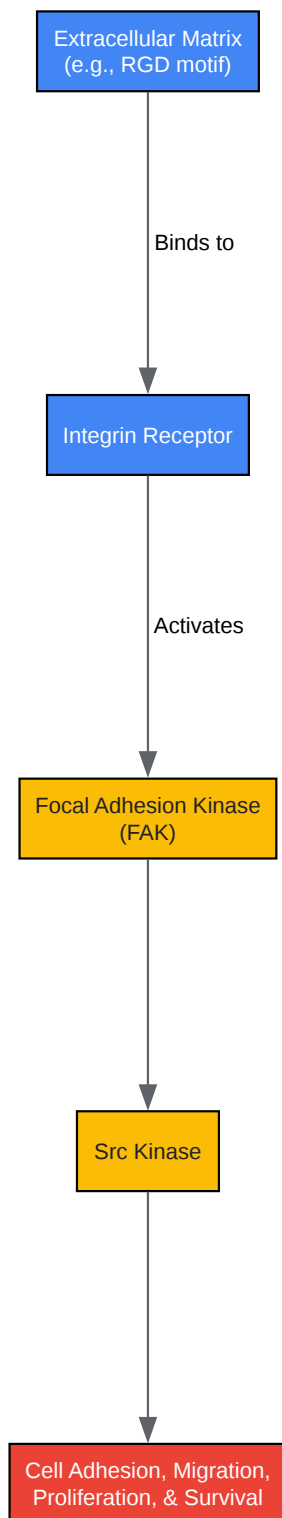 Extracellular Matrix
(e.g., RGD motif)
Binds to
Integrin Receptor
Activates
Focal Adhesion Kinase
(FAK)
Src Kinase
Cell Adhesion, Migration,
Proliferation, & Survival